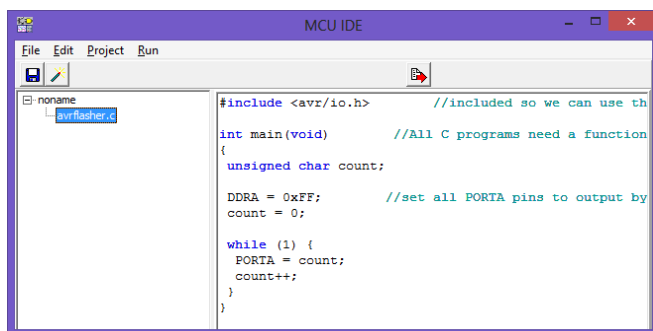 MCU IDE
File Edit Project Run
noname
avrflasher.c
#include <avr/io.h> //included so we can use th
int main(void) //All C programs need a function
{
unsigned char count;
DDRA = 0xFF; //set all PORTA pins to output by
count = 0;
while (1) {
PORTA = count;
count++;
}
}